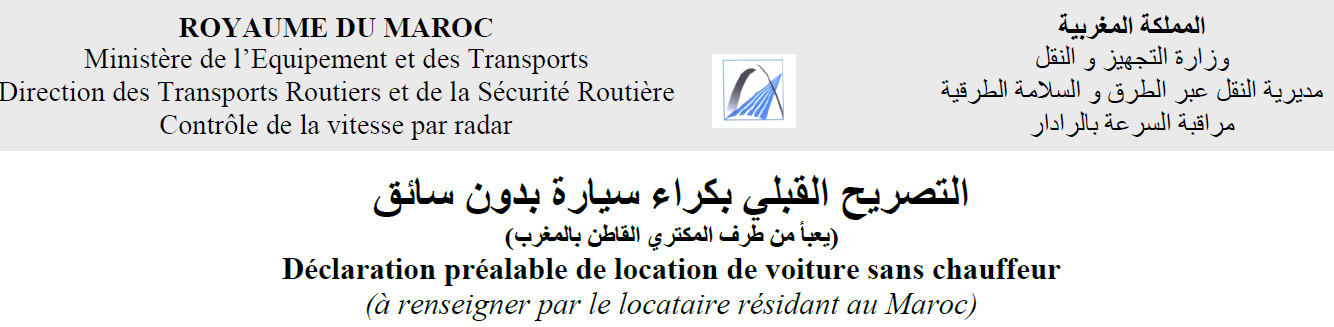 ROYAUME DU MAROC
Ministère de l’Equipement et des Transports
Direction des Transports Routiers et de la Sécurité Routière
Contrôle de la vitesse par radar
المملكة المغربية
وزارة التجهيز و النقل
مديرية النقل عبر الطرق و السلامة الطرقية
مراقبة السرعة بالرادار
التصريح القبلي بكراء سيارة بدون سائق
(يعبأ من طرف المكتري القاطن بالمغرب)
Déclaration préalable de location de voiture sans chauffeur
(à renseigner par le locataire résidant au Maroc)